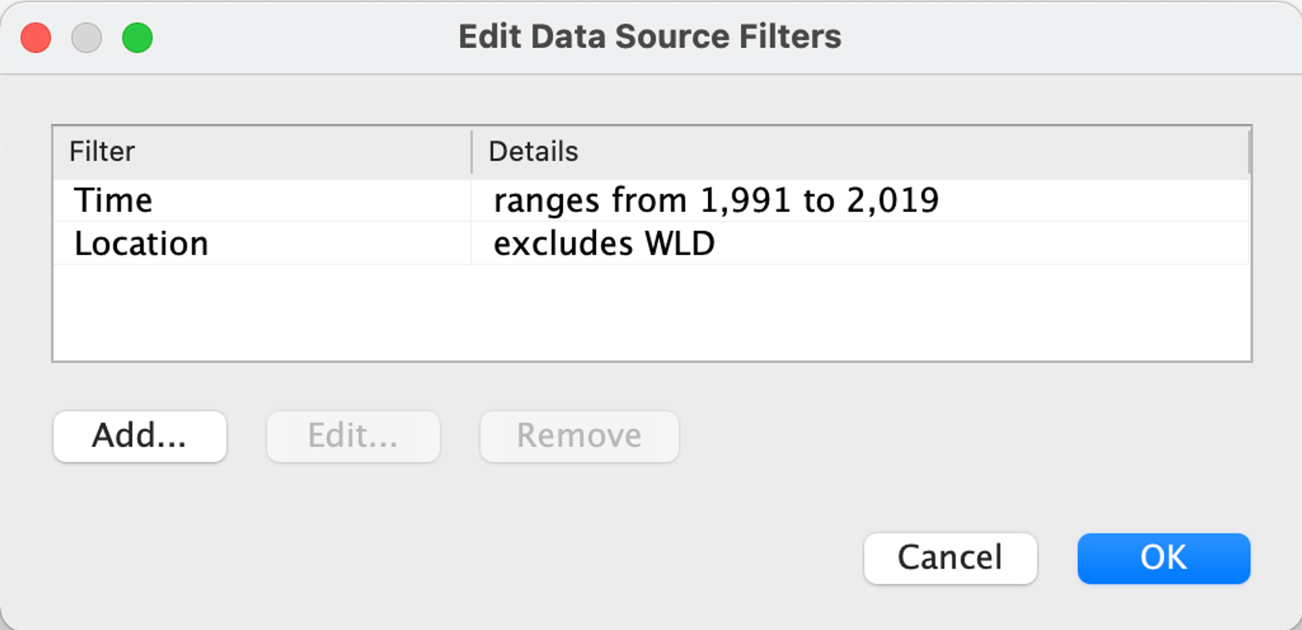 Edit Data Source Filters
Filter Details
Time ranges from 1,991 to 2,019
Location excludes WLD
Add... Edit... Remove
Cancel OK